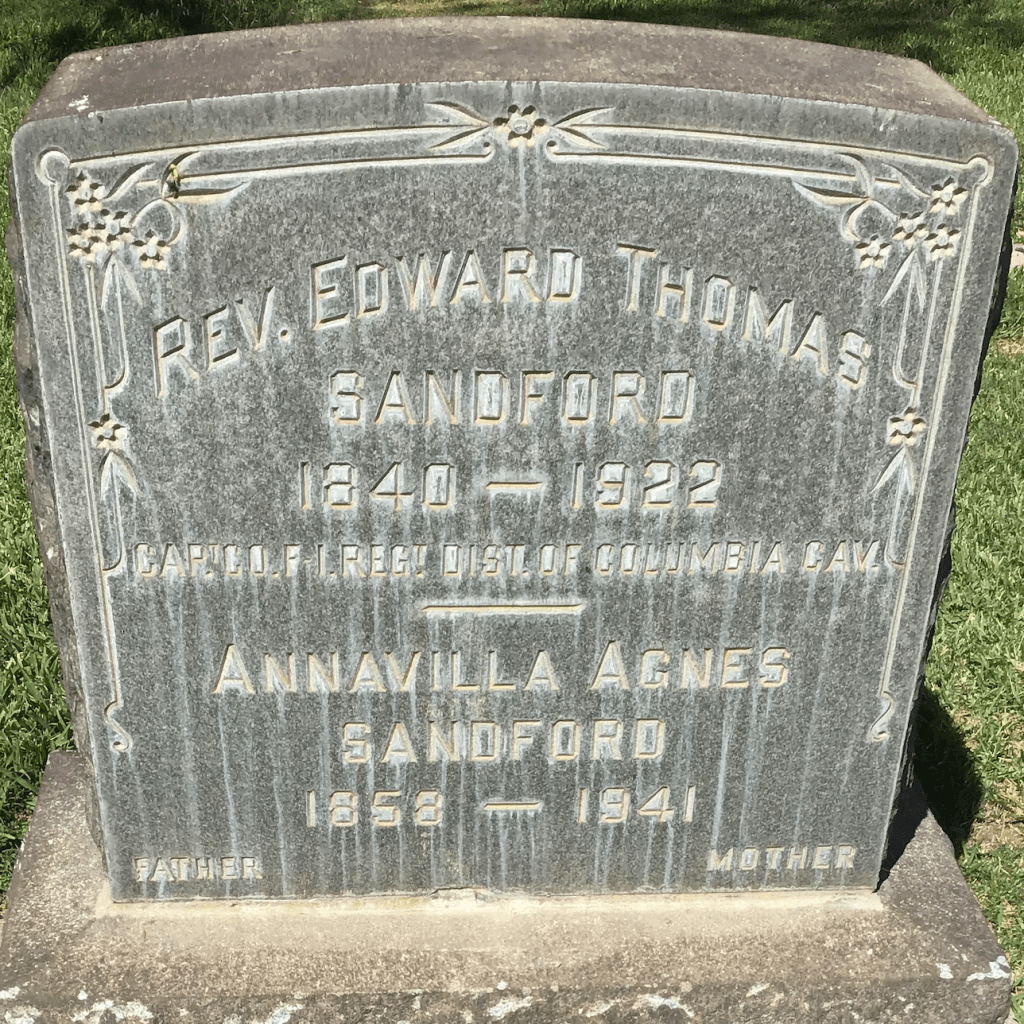 REV. EDWARD THOMAS
SANDFORD
1840 — 1922
CAPT. CO. F. 1. REGT. DIST. OF COLUMBIA CAV.
ANNAVILLA AGNES
SANDFORD
1858 — 1941
FATHER MOTHER